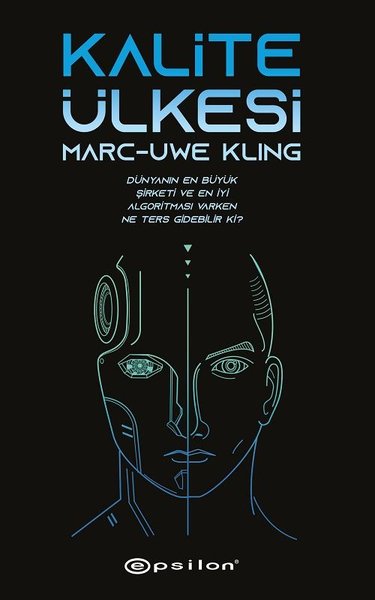 KALİTE
ÜLKESİ
MARC-UWE KLING
DÜNYANIN EN BÜYÜK
ŞİRKETİ VE EN İYİ
ALGORİTMASI VARKEN
NE TERS GİDEBİLİR Kİ?
epsilon®